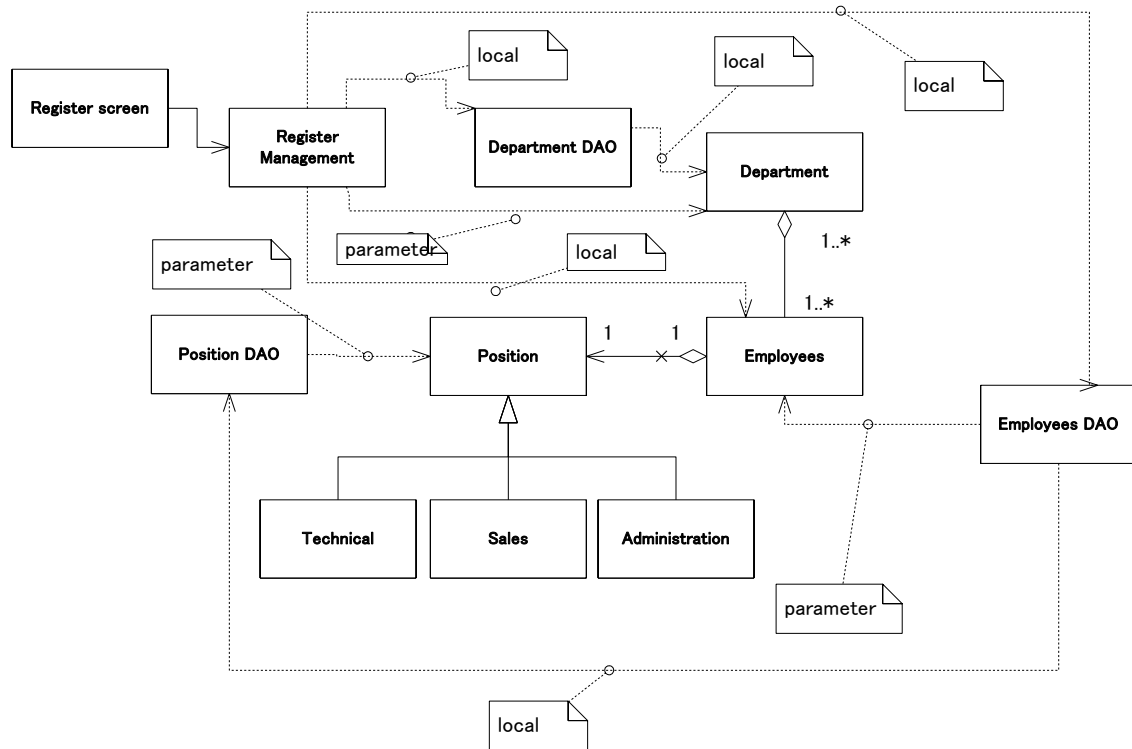 local
local
local
Register screen
Register
Management
Department DAO
Department
parameter
local
1..*
parameter
1..*
Position DAO
Position
1
1
Employees
Employees DAO
Technical
Sales
Administration
parameter
local